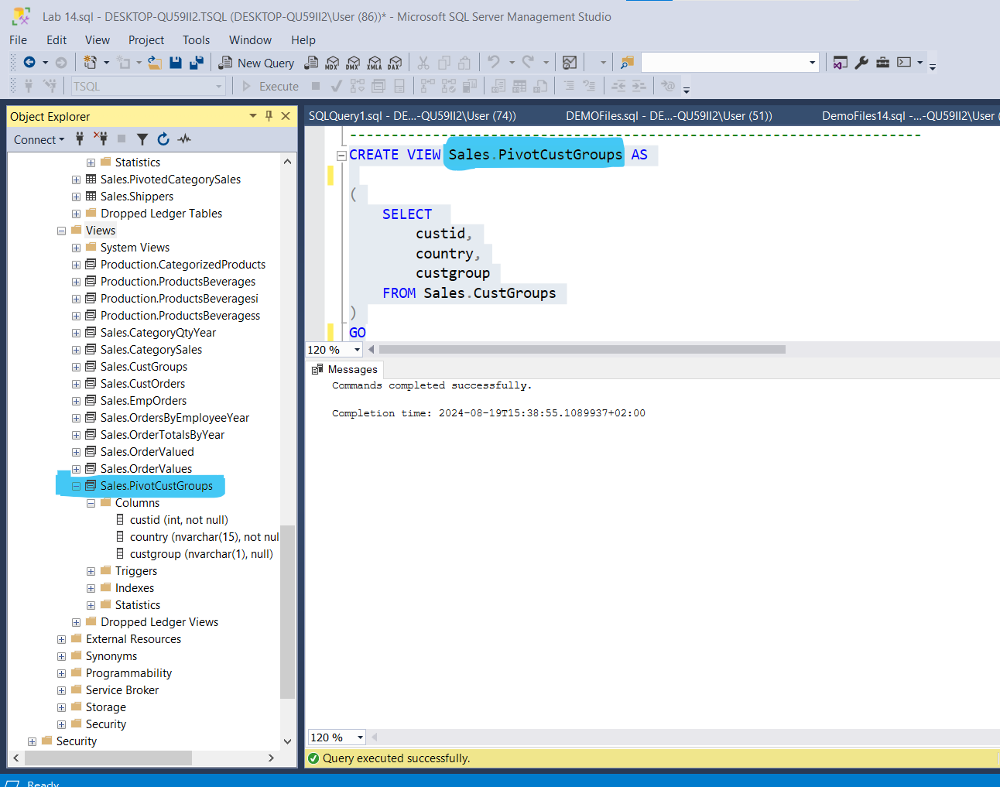 Lab 14.sql - DESKTOP-QU59II2.TSQL (DESKTOP-QU59II2\User (86))* - Microsoft SQL Server Management Studio
File Edit View Project Tools Window Help
New Query MDX DMX XMLA DAX
TSQL Execute
Object Explorer
Connect
Statistics
Sales.PivotedCategorySales
Sales.Shippers
Dropped Ledger Tables
Views
System Views
Production.CategorizedProducts
Production.ProductsBeverages
Production.ProductsBeveragesi
Production.ProductsBeveragess
Sales.CategoryQtyYear
Sales.CategorySales
Sales.CustGroups
Sales.CustOrders
Sales.EmpOrders
Sales.OrdersByEmployeeYear
Sales.OrderTotalsByYear
Sales.OrderValued
Sales.OrderValues
Sales.PivotCustGroups
Columns
custid (int, not null)
country (nvarchar(15), not nul
custgroup (nvarchar(1), null)
Triggers
Indexes
Statistics
Dropped Ledger Views
External Resources
Synonyms
Programmability
Service Broker
Storage
Security
Security
SQLQuery1.sql - DE...-QU59II2\User (74)) DEMOFiles.sql - DE...-QU59II2\User (51)) DemoFiles14.sql -...-QU59II2\User (
---------------------------------------------------------------------
CREATE VIEW Sales.PivotCustGroups AS
(
SELECT
custid,
country,
custgroup
FROM Sales.CustGroups
)
GO
120 %
Messages
Commands completed successfully.
Completion time: 2024-08-19T15:38:55.1089937+02:00
120 %
Query executed successfully.
Ready